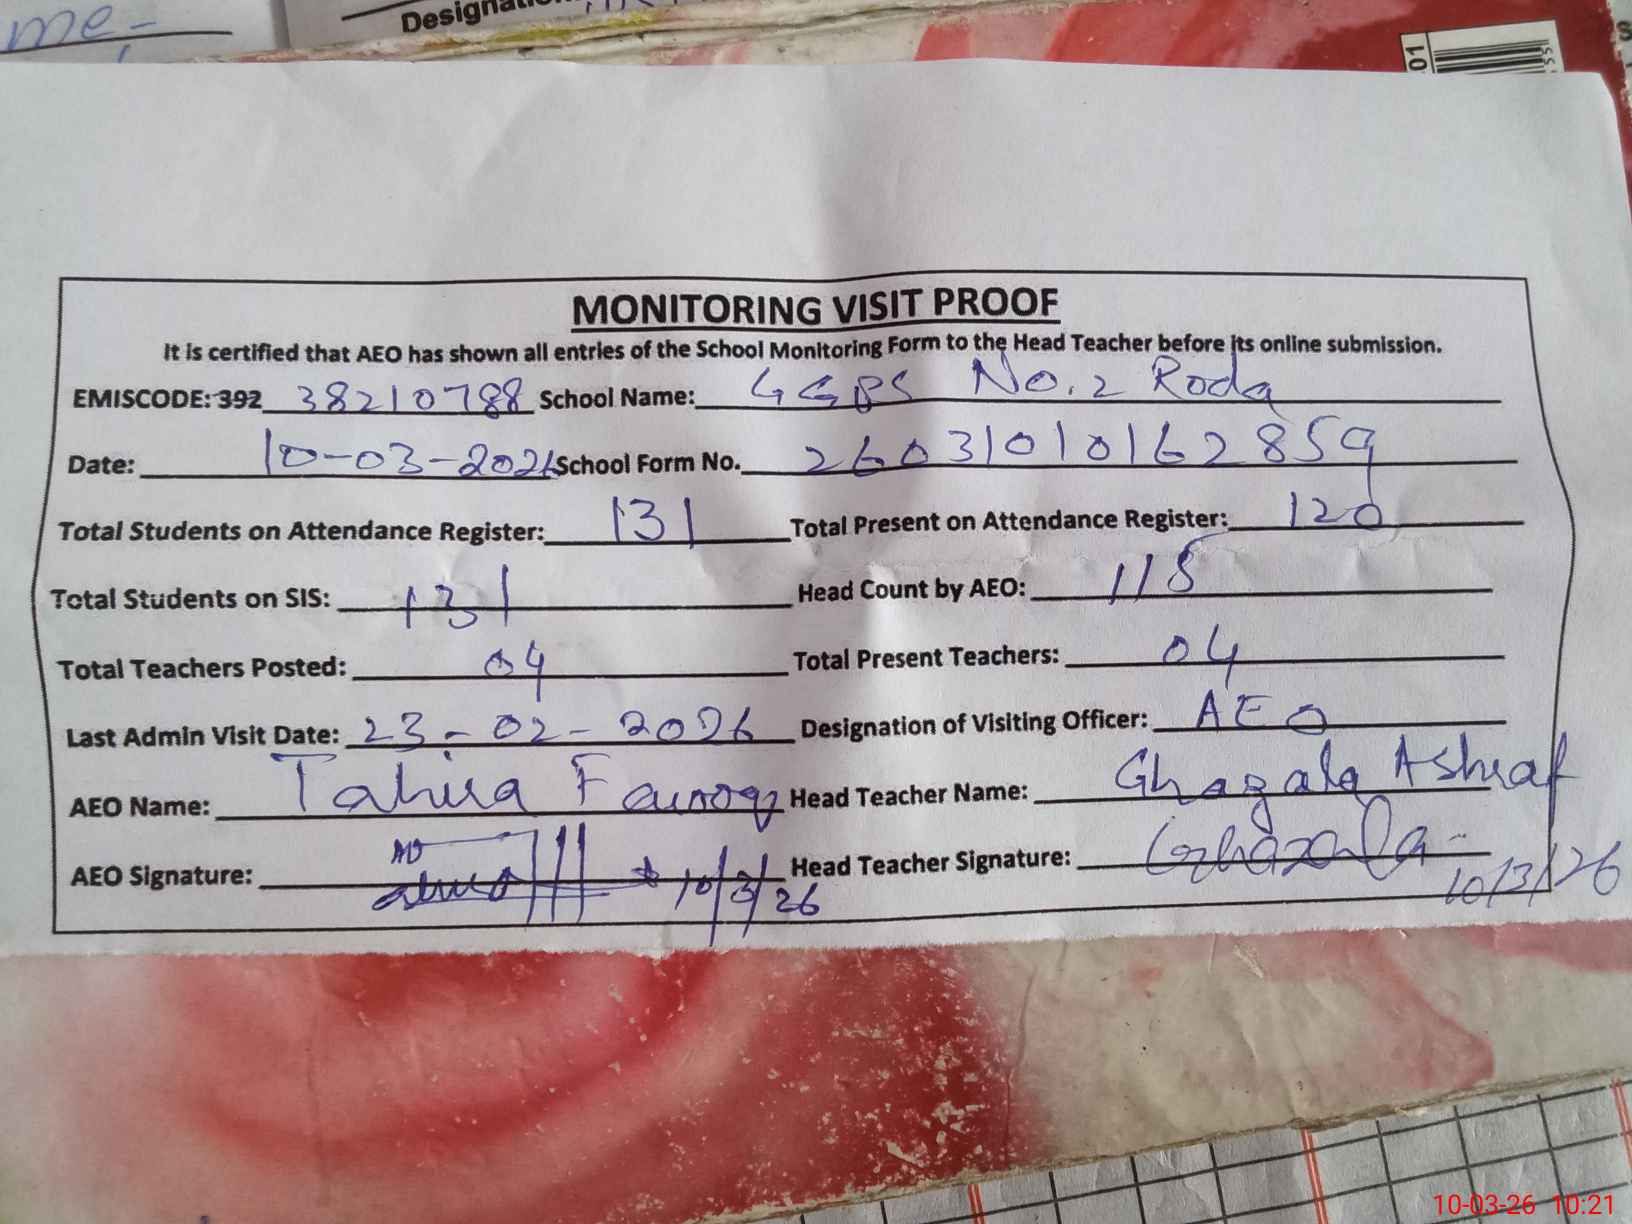 me-
Designation
01
MONITORING VISIT PROOF
It is certified that AEO has shown all entries of the School Monitoring Form to the Head Teacher before its online submission.
EMISCODE: 392 38210788 School Name: GGPS No. 2 Roda
Date: 10-03-2026 School Form No. 26031010162859
Total Students on Attendance Register: 131 Total Present on Attendance Register: 120
Total Students on SIS: 131 Head Count by AEO: 118
Total Teachers Posted: 04 Total Present Teachers: 04
Last Admin Visit Date: 23-02-2026 Designation of Visiting Officer: AEO
AEO Name: Tahira Farooq Head Teacher Name: Ghazala Ashraf
AEO Signature: 10/3/26 Head Teacher Signature: Ghazala
10/3/26
10-03-26 10:21